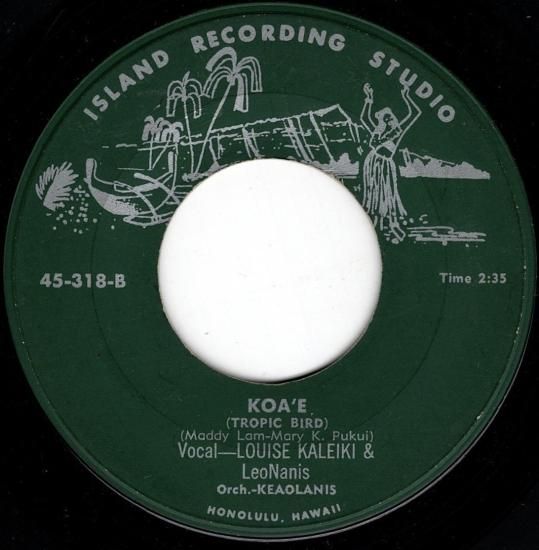 ISLAND RECORDING STUDIO
45-318-B
Time 2:35
KOA'E
(TROPIC BIRD)
(Maddy Lam-Mary K. Pukui)
Vocal—LOUISE KALEIKI &
LeoNanis
Orch.-KEAOLANIS
HONOLULU, HAWAII